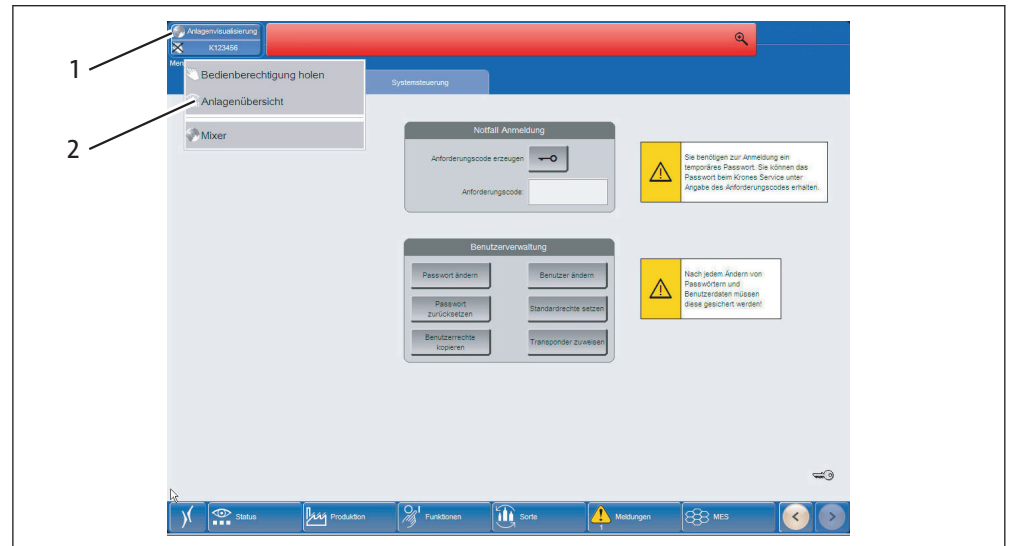 Anlagenvisualisierung
K123456
1
Men
Bedienberechtigung holen
Systemsteuerung
2
Anlagenübersicht
Mixer
Notfall Anmeldung
Anforderungscode erzeugen
Anforderungscode:
Sie benötigen zur Anmeldung ein
temporäres Passwort. Sie können das
Passwort beim Krones Service unter
Angabe des Anforderungscodes erhalten.
Benutzerverwaltung
Passwort ändern
Benutzer ändern
Passwort
zurücksetzen
Standardrechte setzen
Benutzerrechte
kopieren
Transponder zuweisen
Nach jedem Ändern von
Passwörtern und
Benutzerdaten müssen
diese gesichert werden!
Status
Produktion
Funktionen
Sorte
1
Meldungen
MES